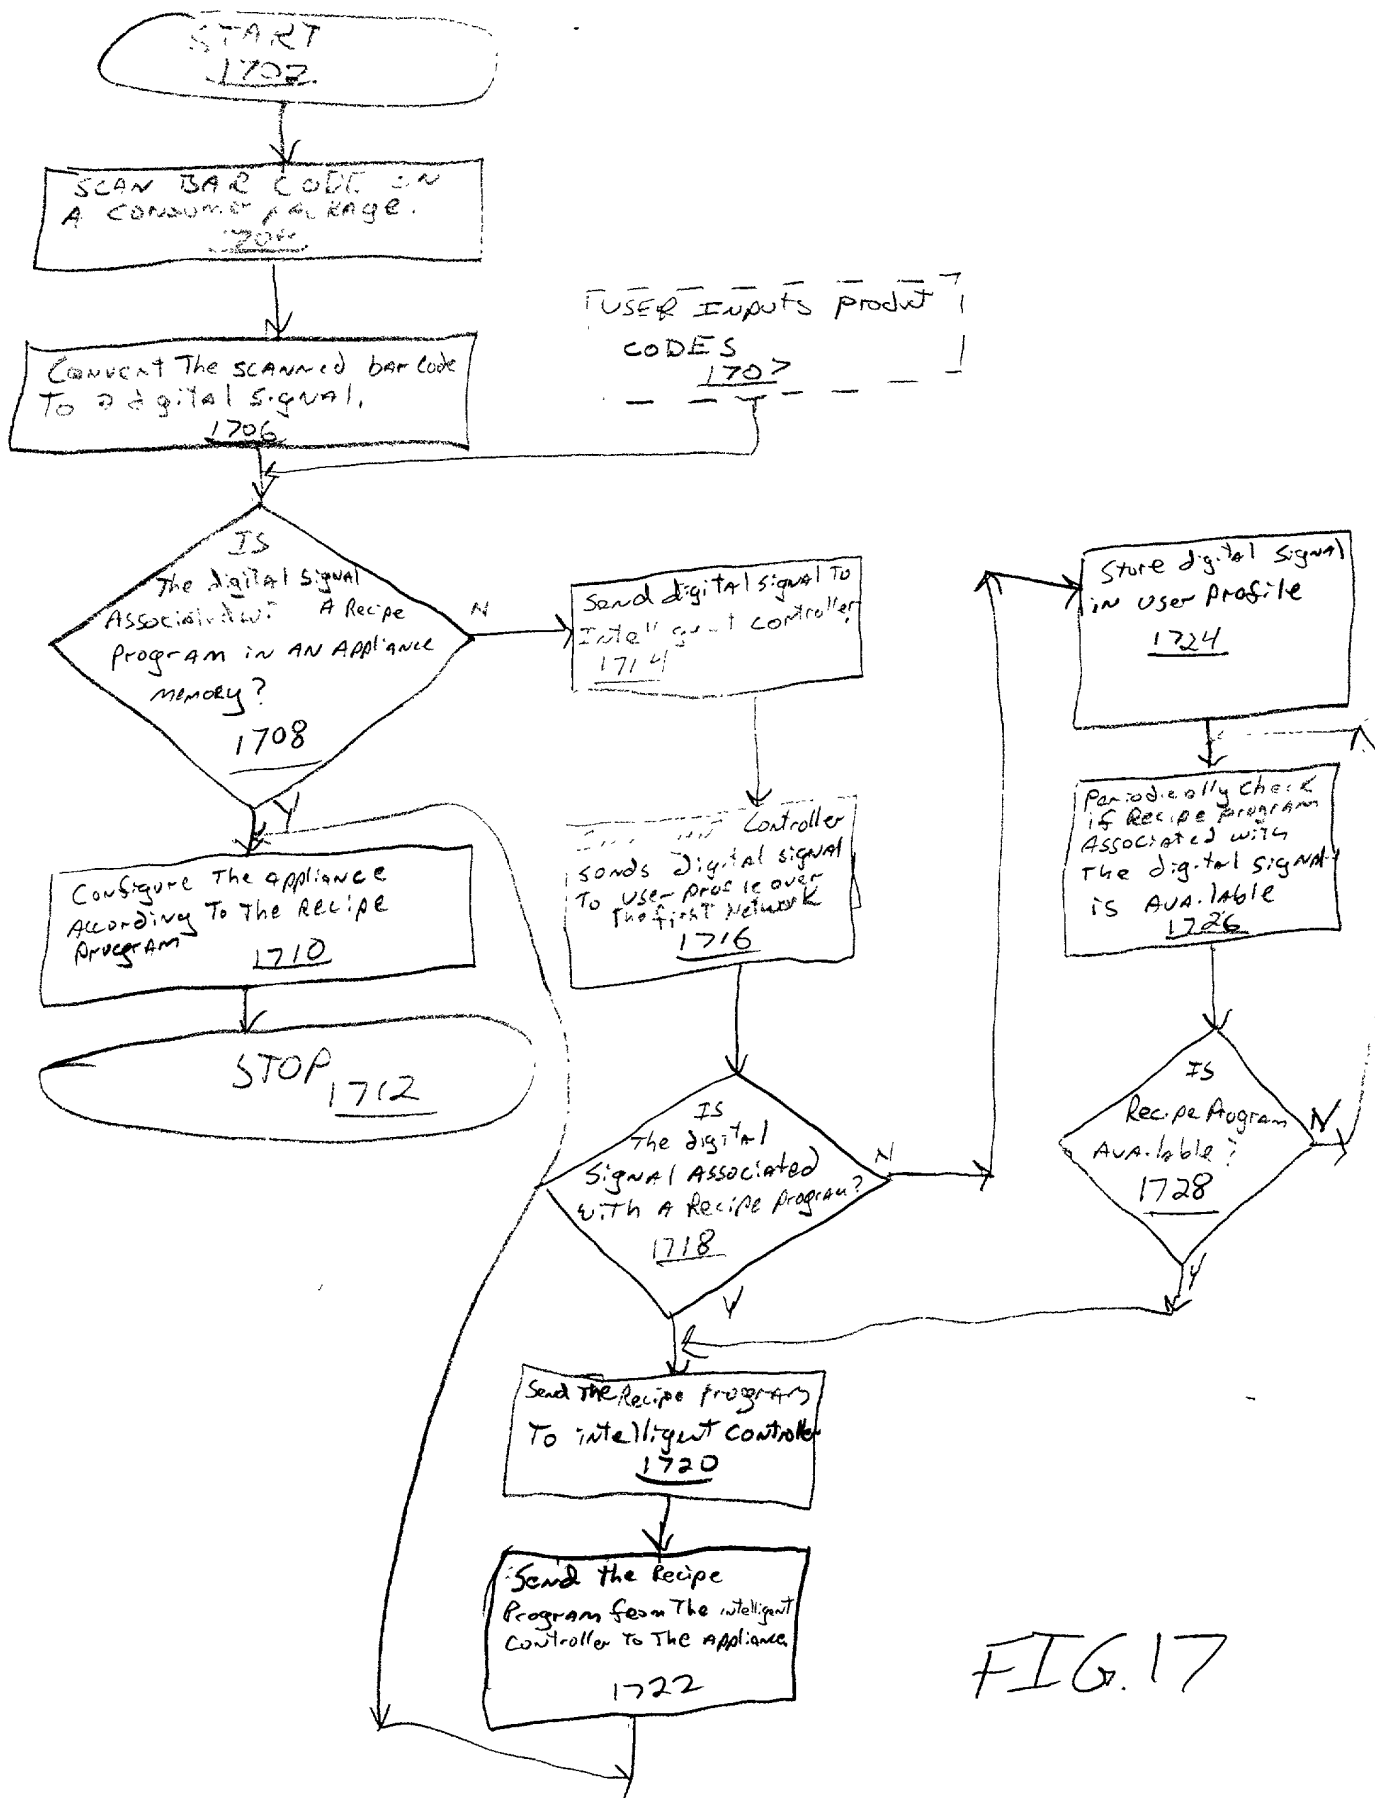 START
1702
SCAN BAR CODE ON
A CONSUMER PACKAGE.
USER INPUTS product
CODES
1707
CONVERT The SCANNED bar Code
TO a digital SIGNAL.
1706
IS
The digital SIGNAL
A Recipe
Program IN AN Appliance
memory?
1708
N
Y
Send digital signal to
Controller
1714
Store digital Signal
in user Profile
1724
Controller
sends digital signal
To user profile over
The first Network
1716
Periodically Check
if Recipe program
Associated with
The digital signal
is Available
1726
Configure The appliance
According To The Recipe
Program
1710
STOP
1712
IS
The digital
Signal Associated
with A Recipe program?
1718
N
Y
IS
Recipe Program
Available?
1728
N
Y
Send The Recipe Program
To intelligent Controller
1720
Send the Recipe
Program from The intelligent
Controller To The Appliance
1722
FIG. 17